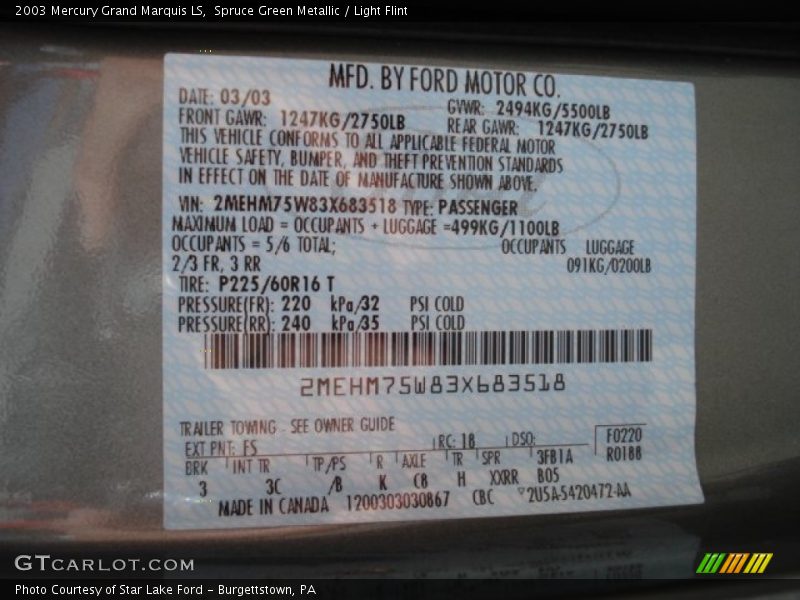 2003 Mercury Grand Marquis LS,  Spruce Green Metallic / Light Flint
MFD. BY FORD MOTOR CO.
DATE: 03/03 GVWR: 2494KG/5500LB
FRONT GAWR: 1247KG/2750LB REAR GAWR: 1247KG/2750LB
THIS VEHICLE CONFORMS TO ALL APPLICABLE FEDERAL MOTOR
VEHICLE SAFETY, BUMPER, AND THEFT PREVENTION STANDARDS
IN EFFECT ON THE DATE OF MANUFACTURE SHOWN ABOVE.
VIN: 2MEHM75W83X683518 TYPE: PASSENGER
MAXIMUM LOAD = OCCUPANTS + LUGGAGE =499KG/1100LB
OCCUPANTS = 5/6 TOTAL; OCCUPANTS LUGGAGE
2/3 FR, 3 RR 091KG/0200LB
TIRE: P225/60R16 T
PRESSURE(FR): 220 kPa/32 PSI COLD
PRESSURE(RR): 240 kPa/35 PSI COLD
2MEHM75W83X683518
TRAILER TOWING - SEE OWNER GUIDE
EXT PNT: FS RC: 18 DSO: F0220
BRK INT TR TP/PS R AXLE TR SPR 3FB1A R0188
3 3C /B K C8 H XXRR B05
MADE IN CANADA 1200303030867 CBC 2U5A-5420472-AA
GTCARLOT.COM
Photo Courtesy of Star Lake Ford - Burgettstown, PA